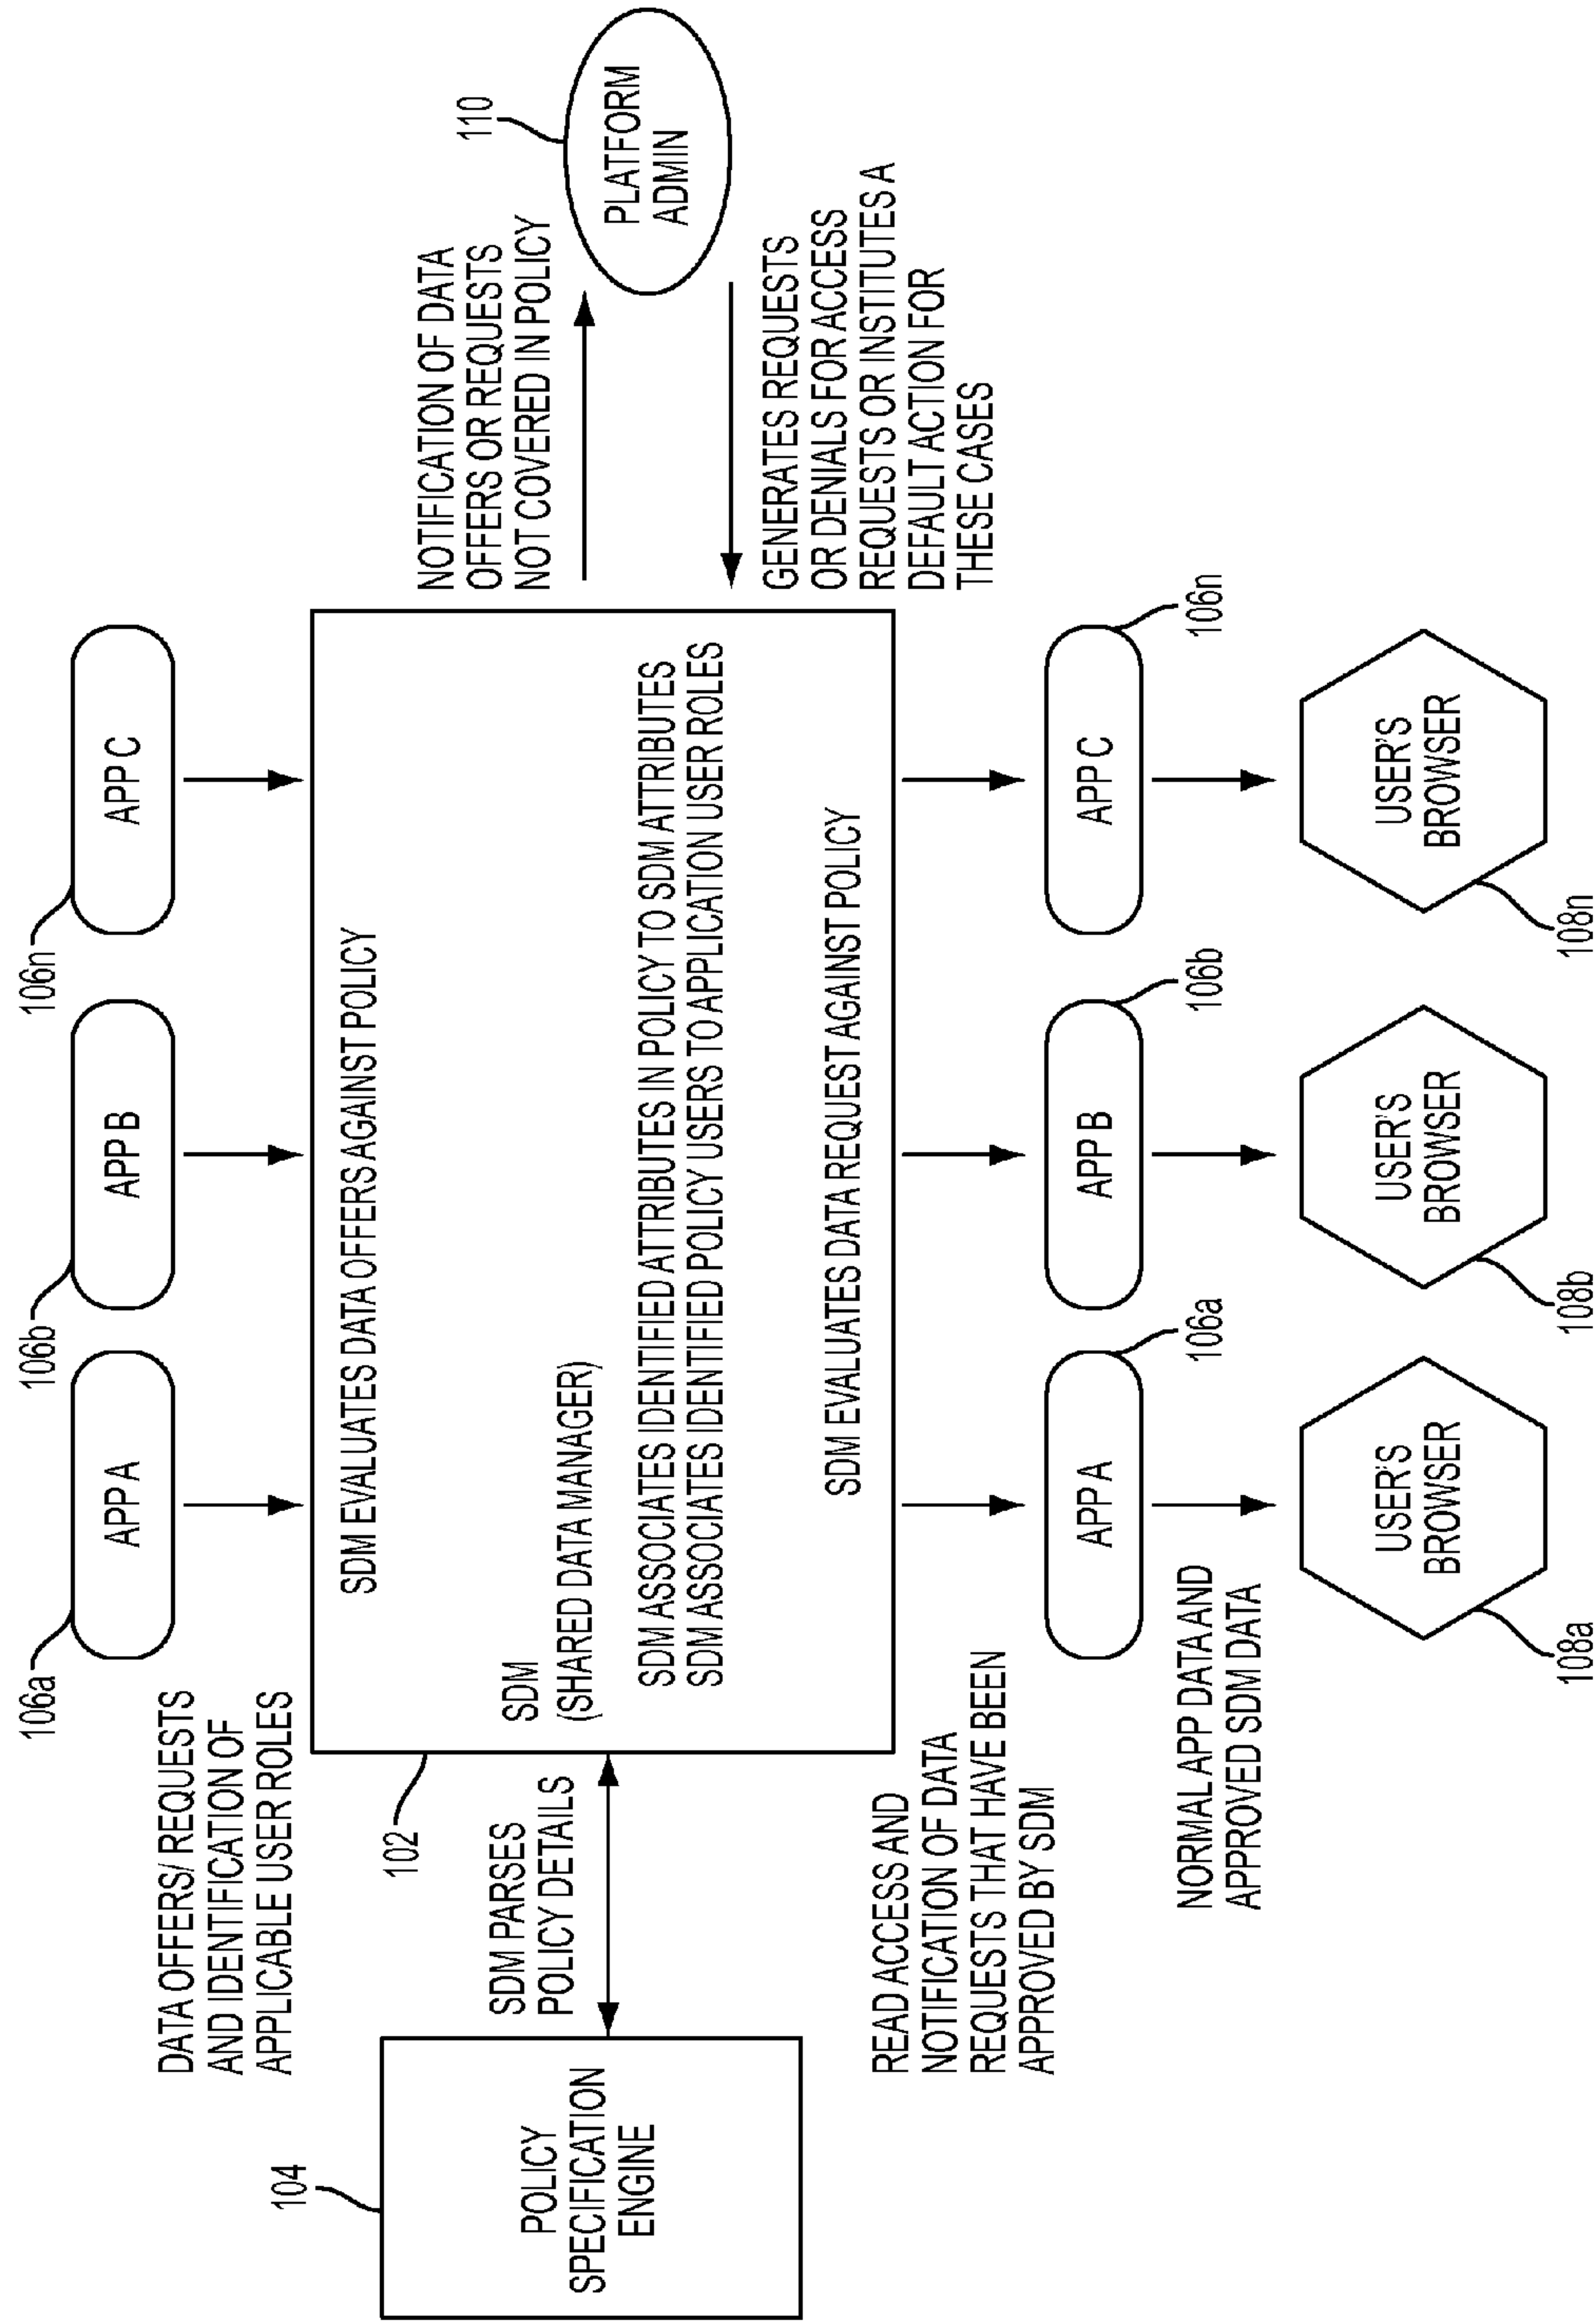 106a
106b
106n
APP A
APP B
APP C
DATA OFFERS/ REQUESTS
AND IDENTIFICATION OF
APPLICABLE USER ROLES
SDM EVALUATES DATA OFFERS AGAINST POLICY
102
SDM
(SHARED DATA MANAGER)
SDM ASSOCIATES IDENTIFIED ATTRIBUTES IN POLICY TO SDM ATTRIBUTES
SDM ASSOCIATES IDENTIFIED POLICY USERS TO APPLICATION USER ROLES
SDM EVALUATES DATA REQUEST AGAINST POLICY
104
POLICY
SPECIFICATION
ENGINE
SDM PARSES
POLICY DETAILS
NOTIFICATION OF DATA
OFFERS OR REQUESTS
NOT COVERED IN POLICY
110
PLATFORM
ADMIN
GENERATES REQUESTS
OR DENIALS FOR ACCESS
REQUESTS OR INSTITUTES A
DEFAULT ACTION FOR
THESE CASES
READ ACCESS AND
NOTIFICATION OF DATA
REQUESTS THAT HAVE BEEN
APPROVED BY SDM
APP A
106a
APP B
106b
APP C
106n
NORMAL APP DATA AND
APPROVED SDM DATA
USER'S
BROWSER
USER'S
BROWSER
USER'S
BROWSER
108a
108b
108n